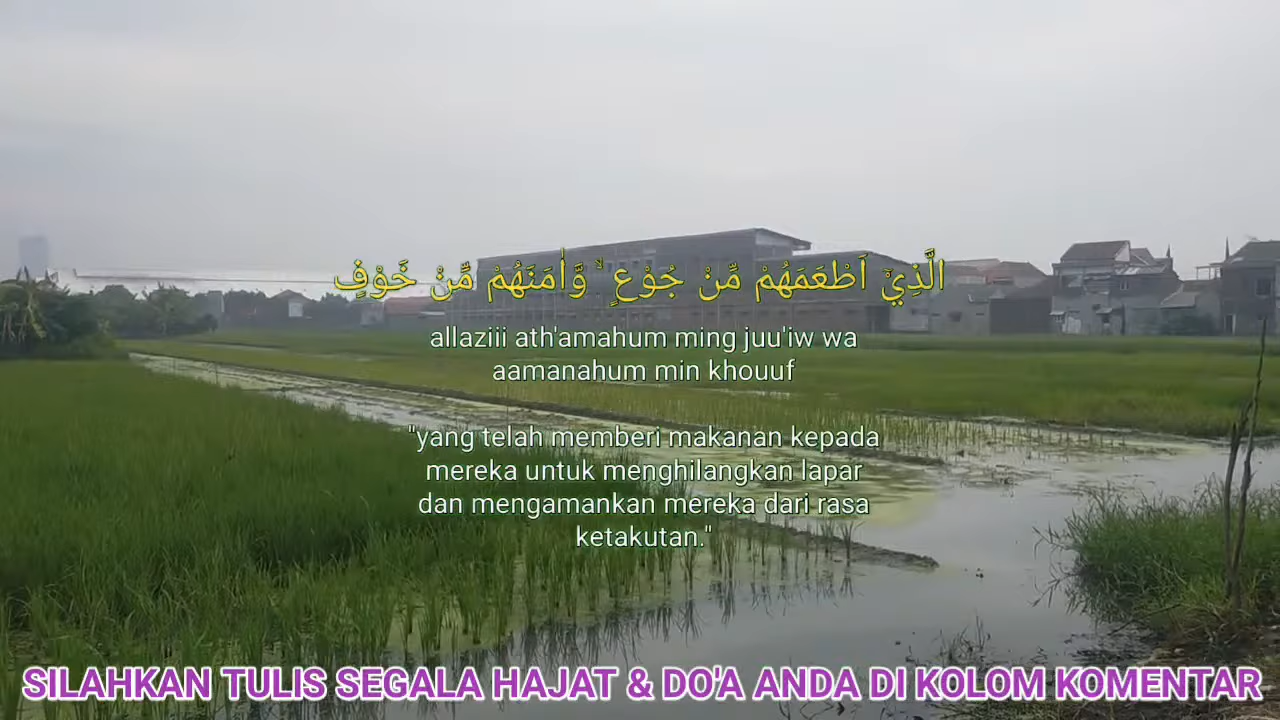 الَّذِيْٓ اَطْعَمَهُمْ مِّنْ جُوْعٍ ۙ وَّاٰمَنَهُمْ مِّنْ خَوْفٍ
allaziii ath'amahum ming juu'iw wa
aamanahum min khouuf
"yang telah memberi makanan kepada
mereka untuk menghilangkan lapar
dan mengamankan mereka dari rasa
ketakutan."
SILAHKAN TULIS SEGALA HAJAT & DO'A ANDA DI KOLOM KOMENTAR